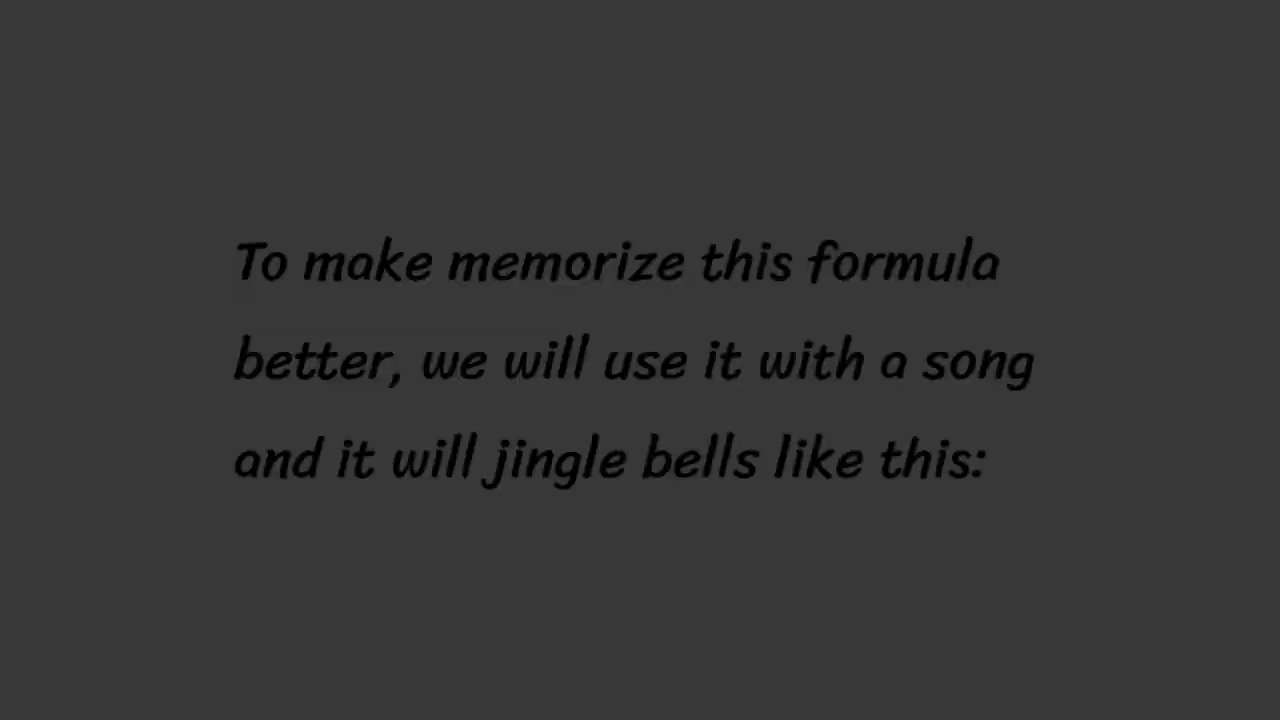 To make memorize this formula
better, we will use it with a song
and it will jingle bells like this: